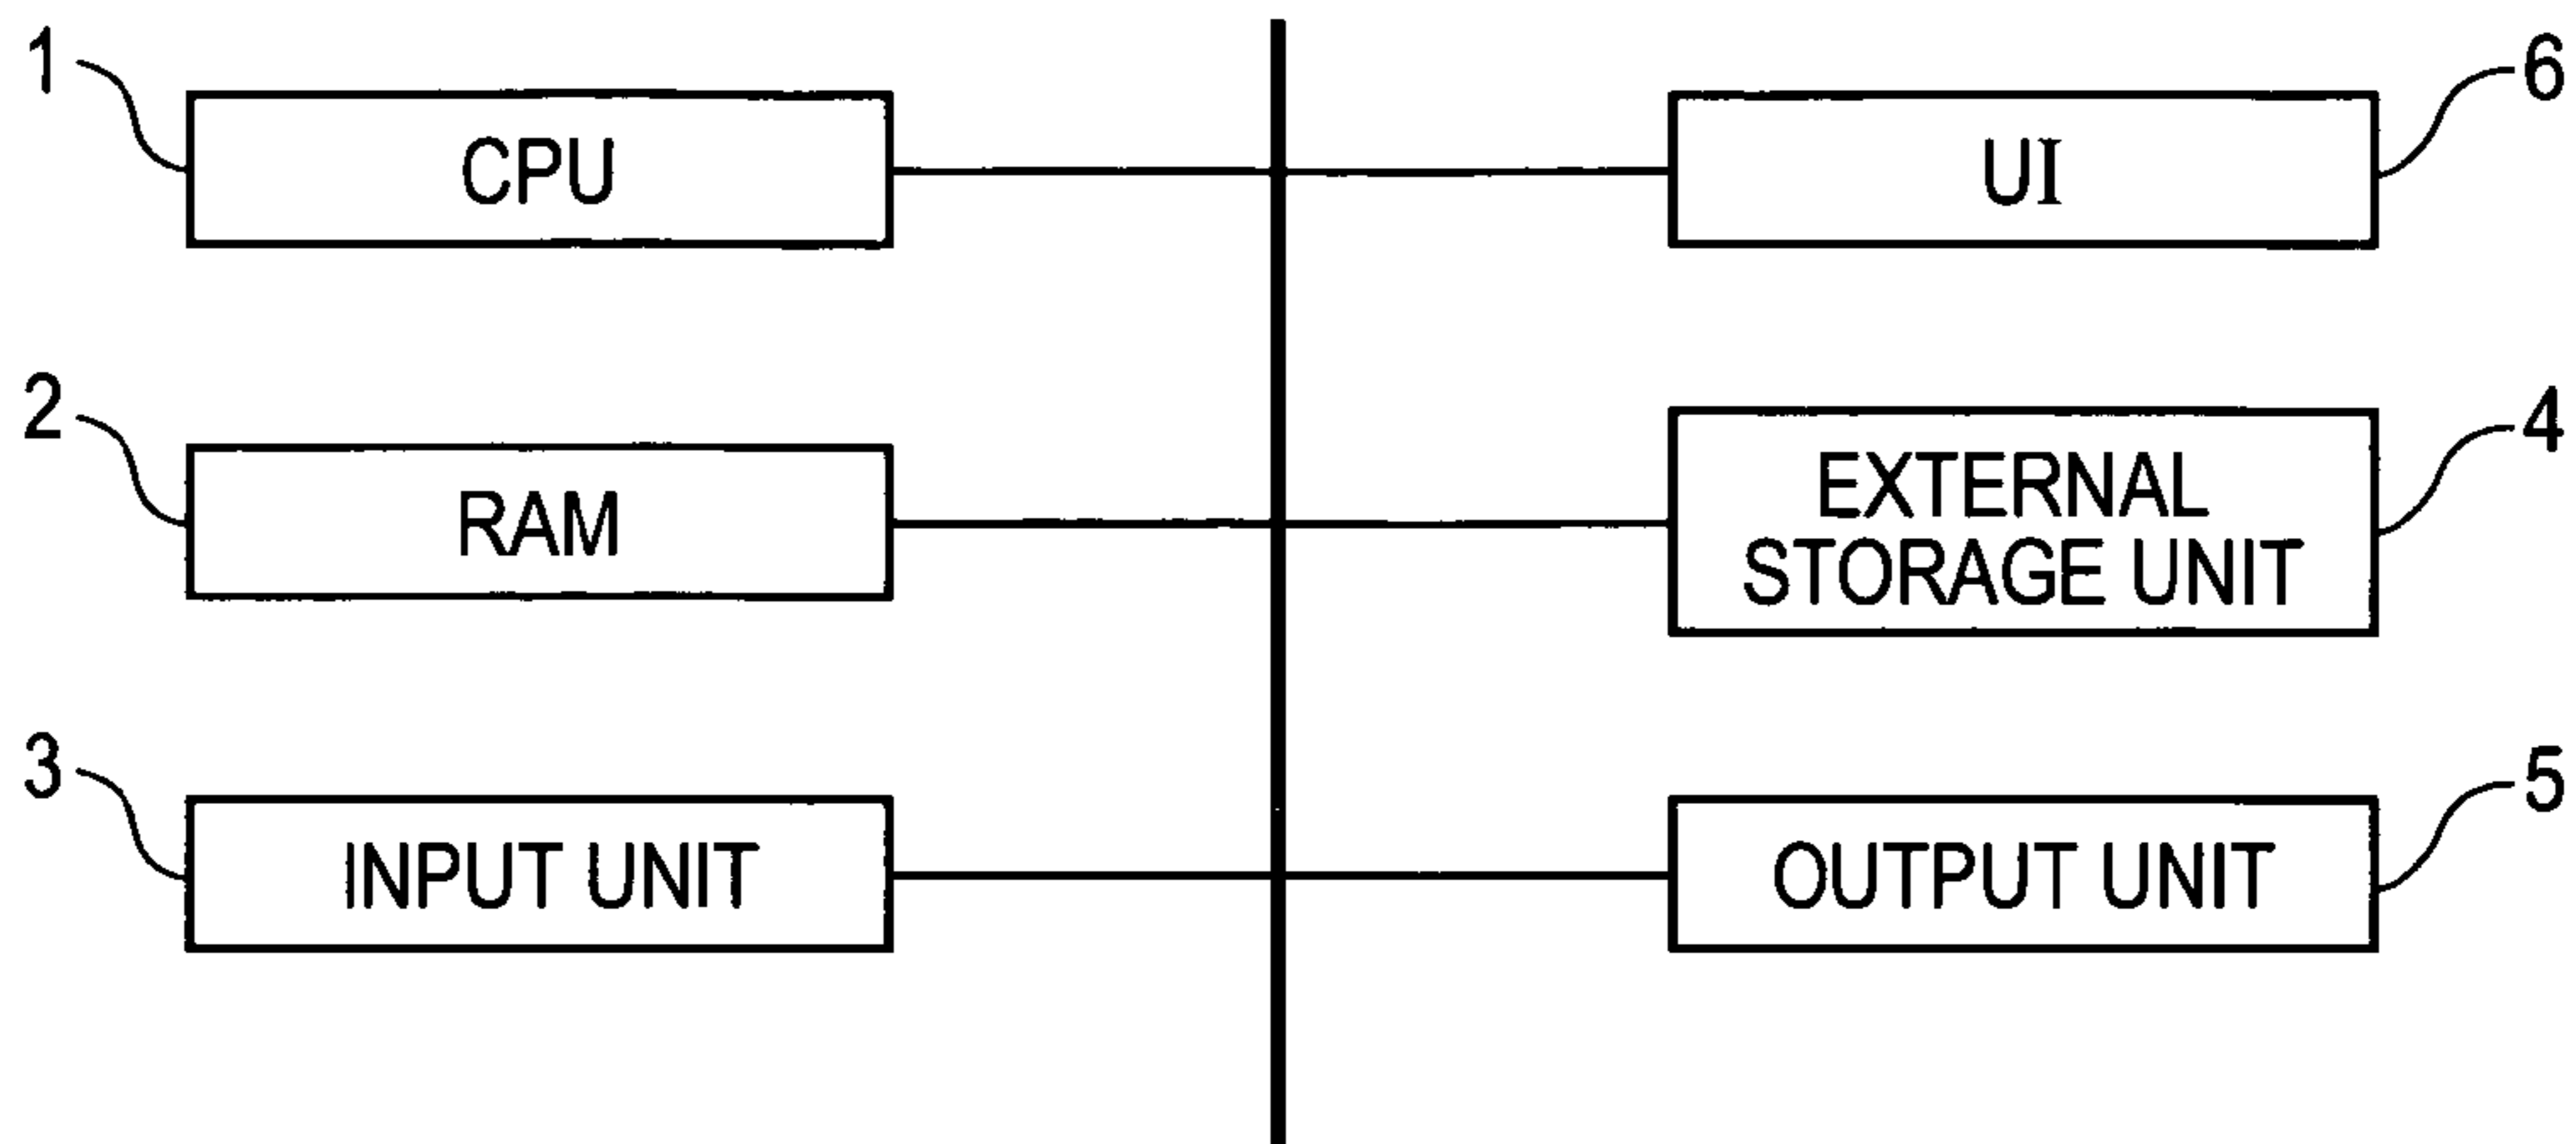 1
CPU
6
UI
2
RAM
4
EXTERNAL
STORAGE UNIT
3
INPUT UNIT
5
OUTPUT UNIT